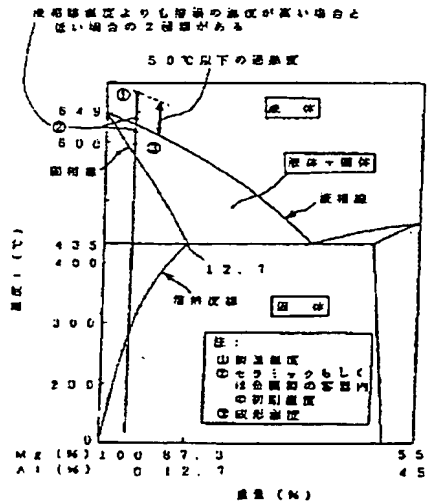 液相線温度よりも溶湯の温度が高い場合と
低い場合の2種類がある
50℃以下の過熱度
①
649
②
600
③
液体
固相線
液体+固体
液相線
435
400
12.7
溶解度線
固体
300
200
0
温度T(℃)
注:
①鋳造温度
②セラミックもしく
は金属製の容器内
の初期温度
③成形温度
Mg(%)100 87.3 55
Al(%) 0 12.7 45
重量(%)